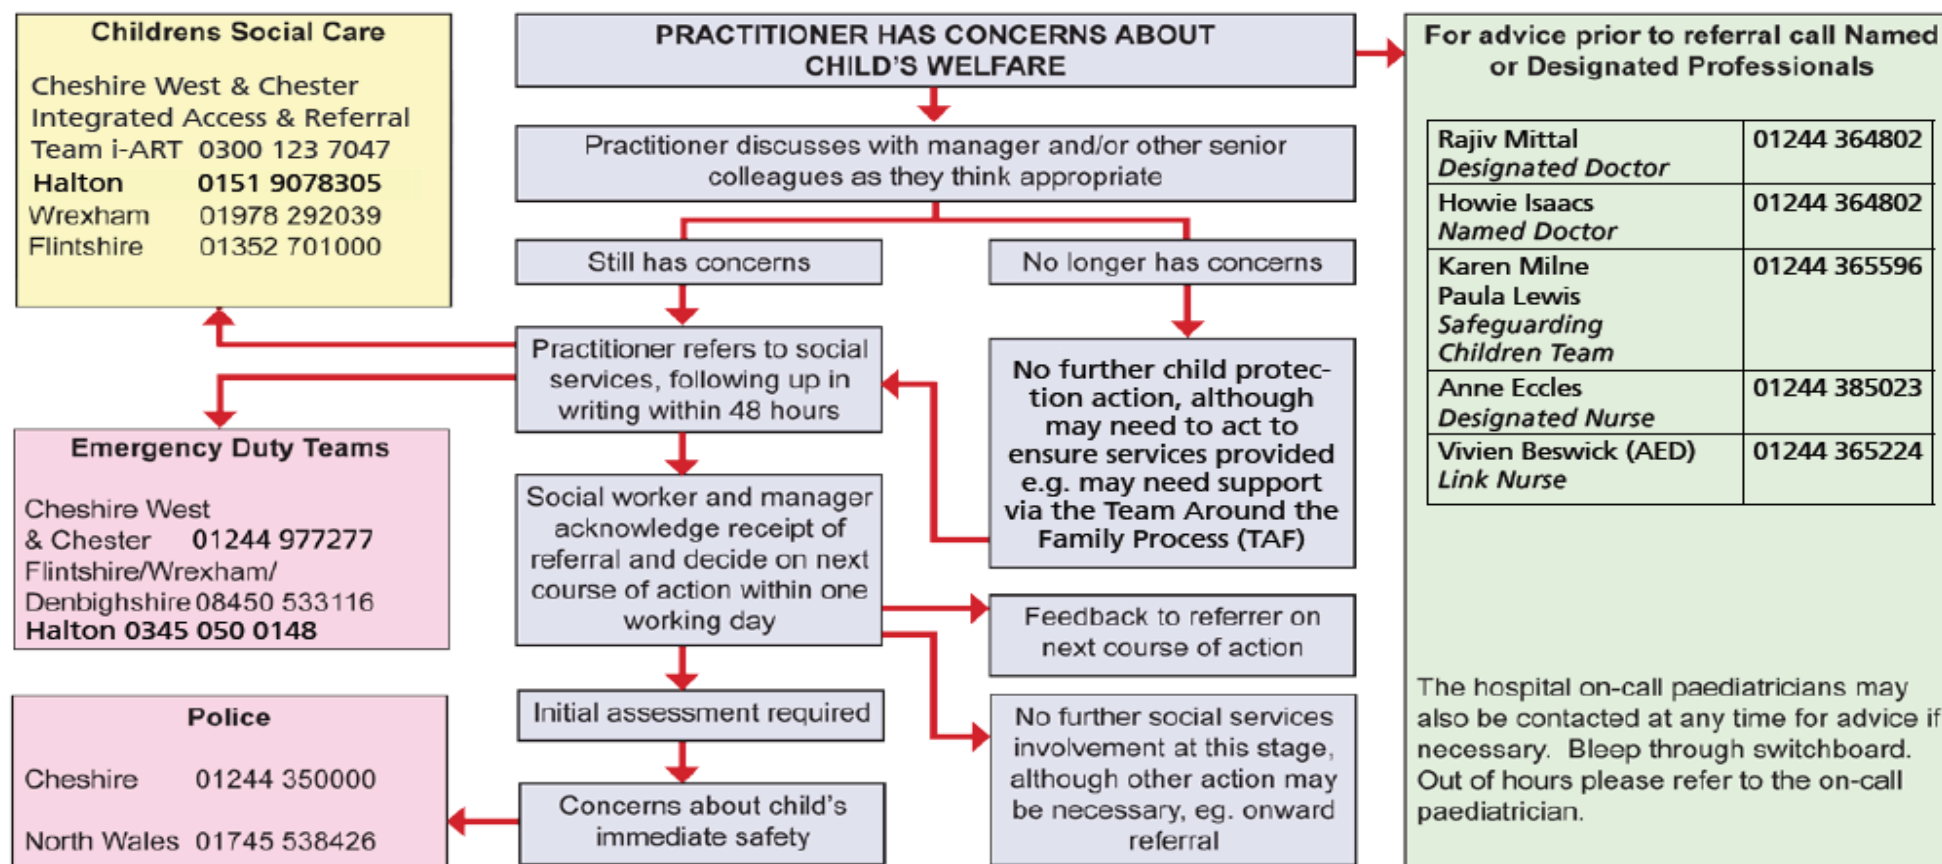 Childrens Social Care
Cheshire West & Chester
Integrated Access & Referral
Team i-ART 0300 123 7047
Halton 0151 9078305
Wrexham 01978 292039
Flintshire 01352 701000
Emergency Duty Teams
Cheshire West
& Chester 01244 977277
Flintshire/Wrexham/
Denbighshire 08450 533116
Halton 0345 050 0148
Police
Cheshire 01244 350000
North Wales 01745 538426
PRACTITIONER HAS CONCERNS ABOUT
CHILD'S WELFARE
Practitioner discusses with manager and/or other senior
colleagues as they think appropriate
Still has concerns
No longer has concerns
Practitioner refers to social
services, following up in
writing within 48 hours
No further child protec-
tion action, although
may need to act to
ensure services provided
e.g. may need support
via the Team Around the
Family Process (TAF)
Social worker and manager
acknowledge receipt of
referral and decide on next
course of action within one
working day
Feedback to referrer on
next course of action
Initial assessment required
No further social services
involvement at this stage,
although other action may
be necessary, eg. onward
referral
Concerns about child's
immediate safety
For advice prior to referral call Named
or Designated Professionals
Rajiv Mittal 01244 364802
Designated Doctor
Howie Isaacs 01244 364802
Named Doctor
Karen Milne 01244 365596
Paula Lewis
Safeguarding
Children Team
Anne Eccles 01244 385023
Designated Nurse
Vivien Beswick (AED) 01244 365224
Link Nurse
The hospital on-call paediatricians may
also be contacted at any time for advice if
necessary. Bleep through switchboard.
Out of hours please refer to the on-call
paediatrician.